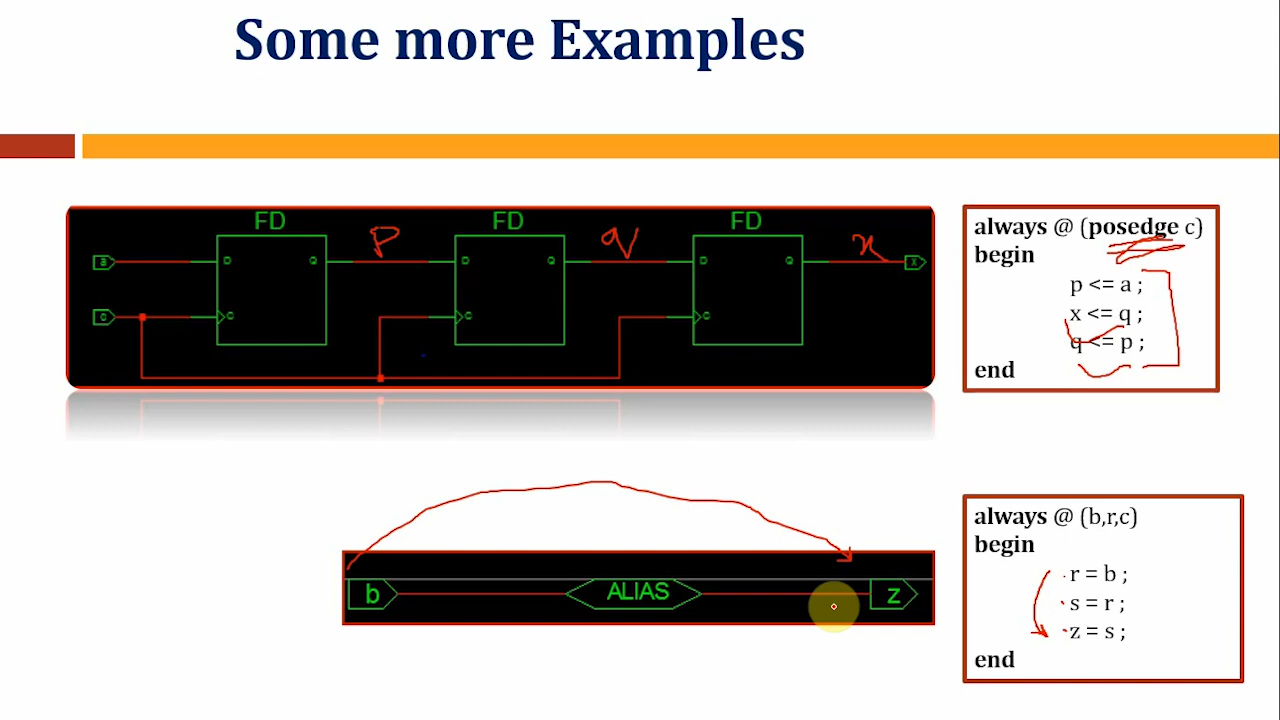 Some more Examples
FD FD FD
P q x
a D Q D Q D Q x
c C C C
always @ (posedge c)
begin
p <= a ;
x <= q ;
q <= p ;
end
b ALIAS z
always @ (b,r,c)
begin
r = b ;
s = r ;
z = s ;
end